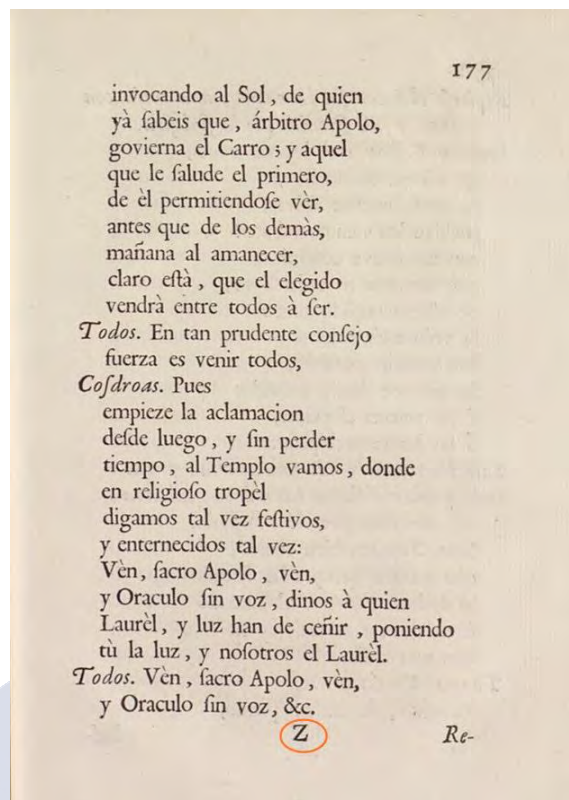 177
invocando al Sol, de quien
yà ſabeis que, árbitro Apolo,
govierna el Carro; y aquel
que le ſalude el primero,
de èl permitiendoſe vèr,
antes que de los demàs,
mañana al amanecer,
claro eſtà, que el elegido
vendrà entre todos à ſer.
Todos. En tan prudente conſejo
fuerza es venir todos,
Coſdroas. Pues
empieze la aclamacion
deſde luego, y ſin perder
tiempo, al Templo vamos, donde
en religioſo tropèl
digamos tal vez feſtivos,
y enternecidos tal vez:
Vèn, ſacro Apolo, vèn,
y Oraculo ſin voz, dinos à quien
Laurèl, y luz han de ceñir, poniendo
tù la luz, y noſotros el Laurèl.
Todos. Vèn, ſacro Apolo, vèn,
y Oraculo ſin voz, &c.
Z Re-